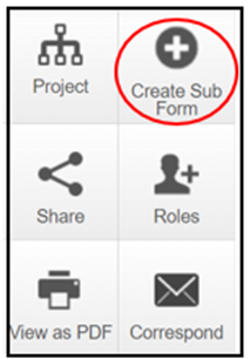 Project
Create Sub
Form
Share
Roles
View as PDF
Correspond